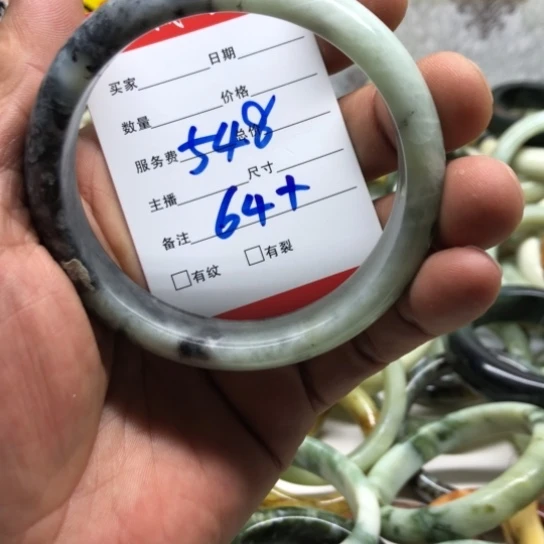 买家 日期
数量 价格
服务费 548 总价
主播 尺寸
备注 64+
□有纹 □有裂